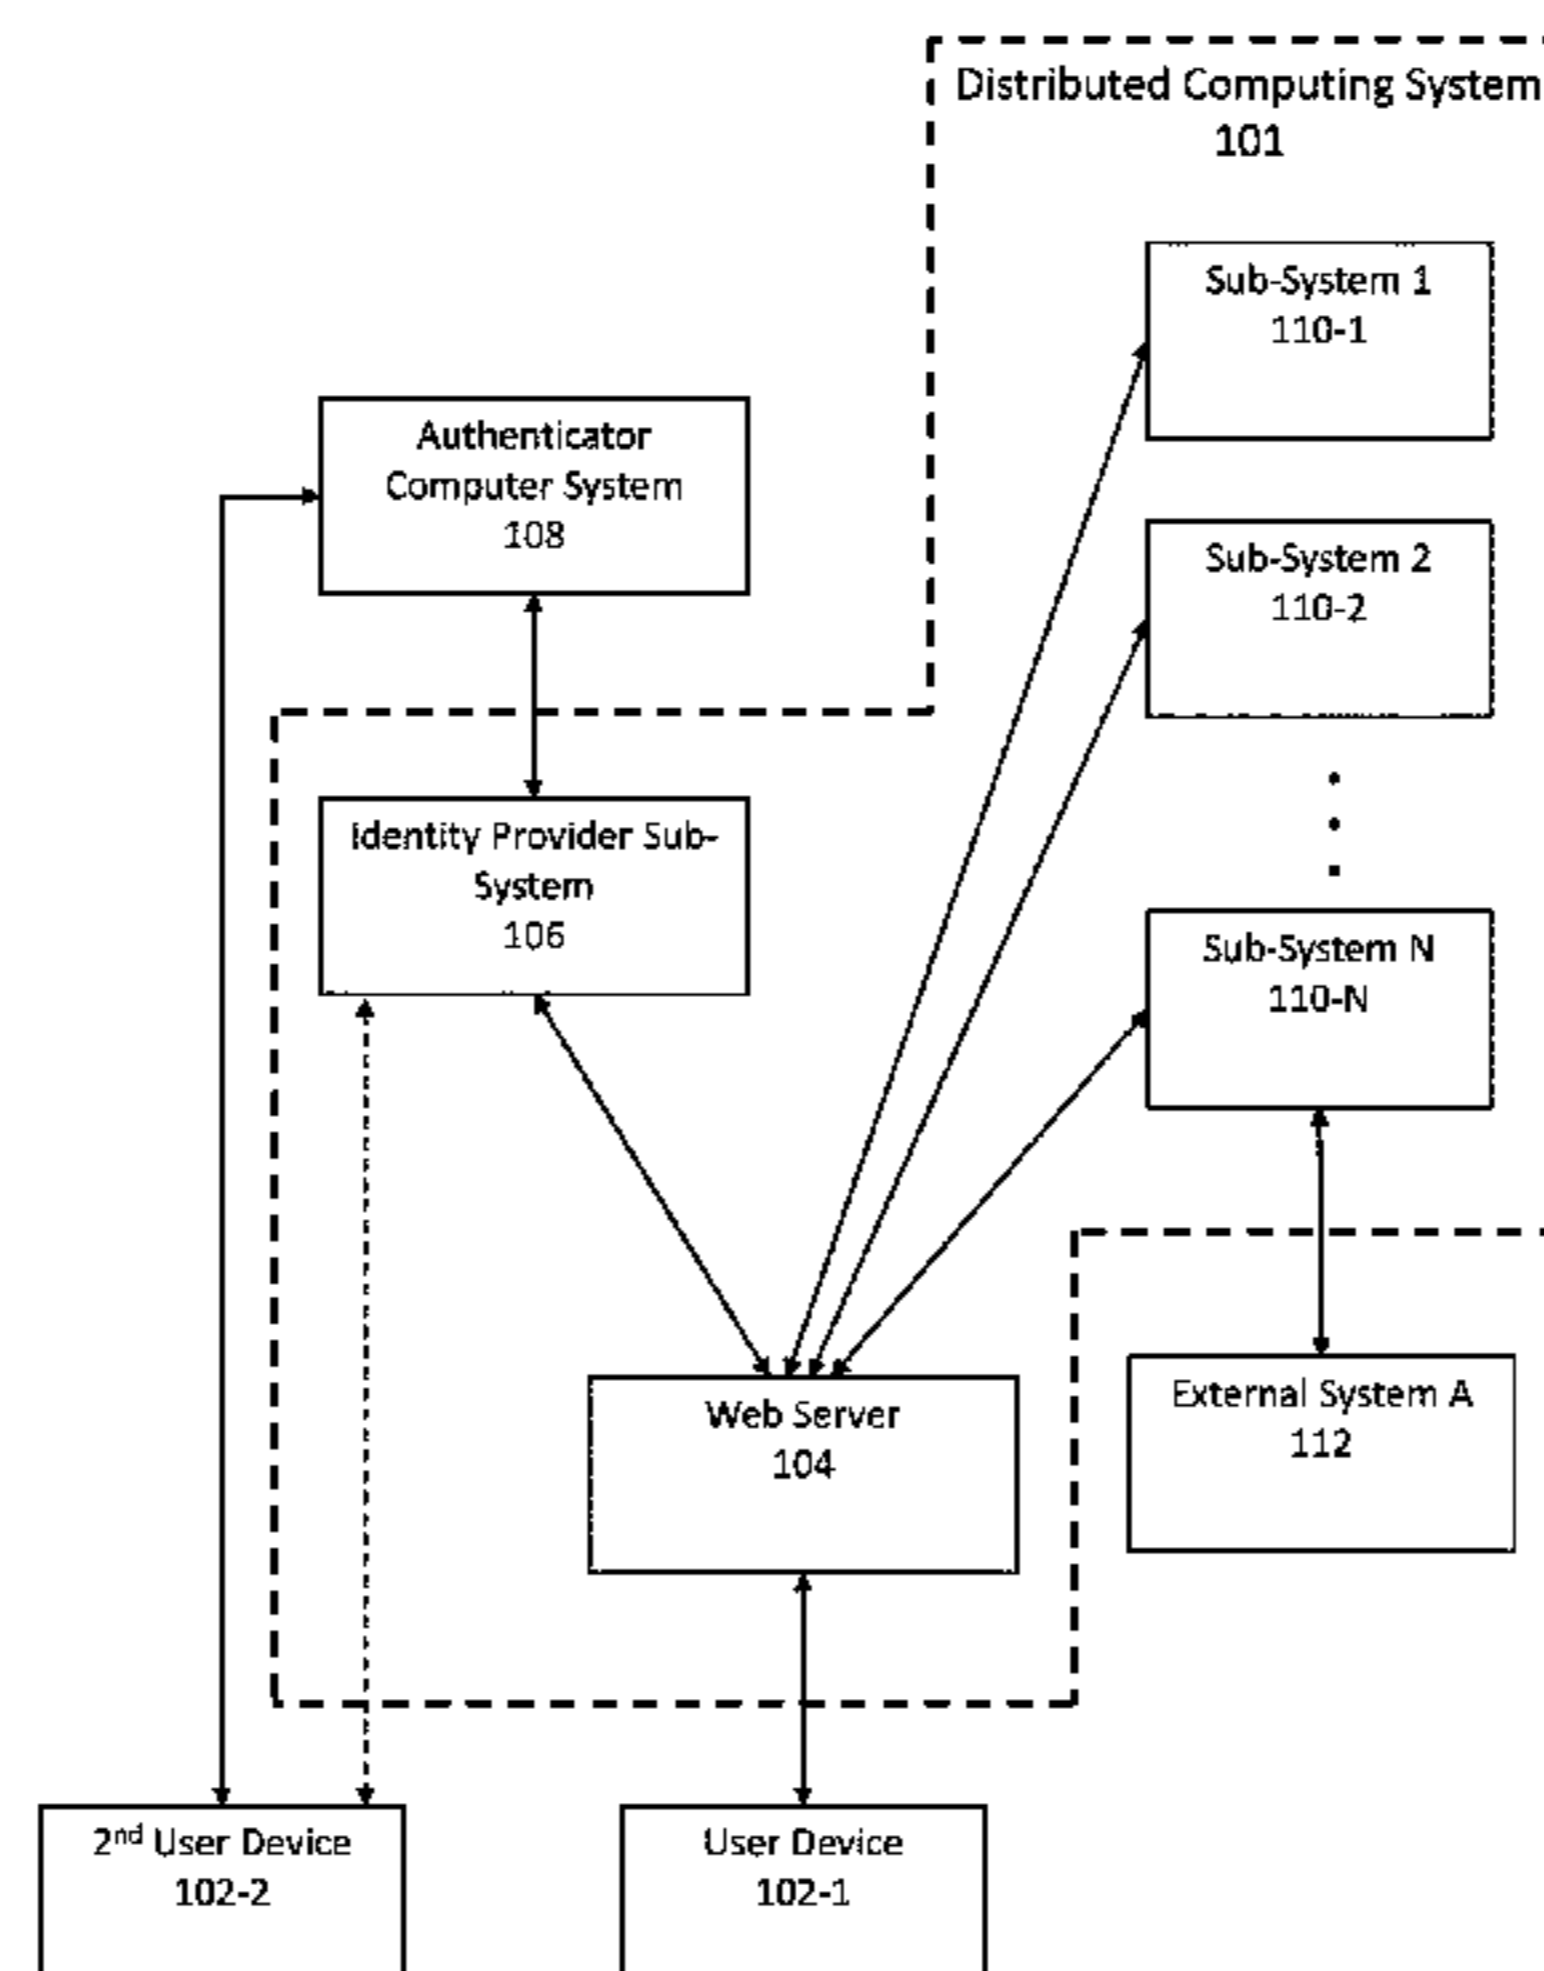 Distributed Computing System
101
Sub-System 1
110-1
Authenticator
Computer System
108
Sub-System 2
110-2
Identity Provider Sub-
System
106
Sub-System N
110-N
Web Server
104
External System A
112
2nd User Device
102-2
User Device
102-1